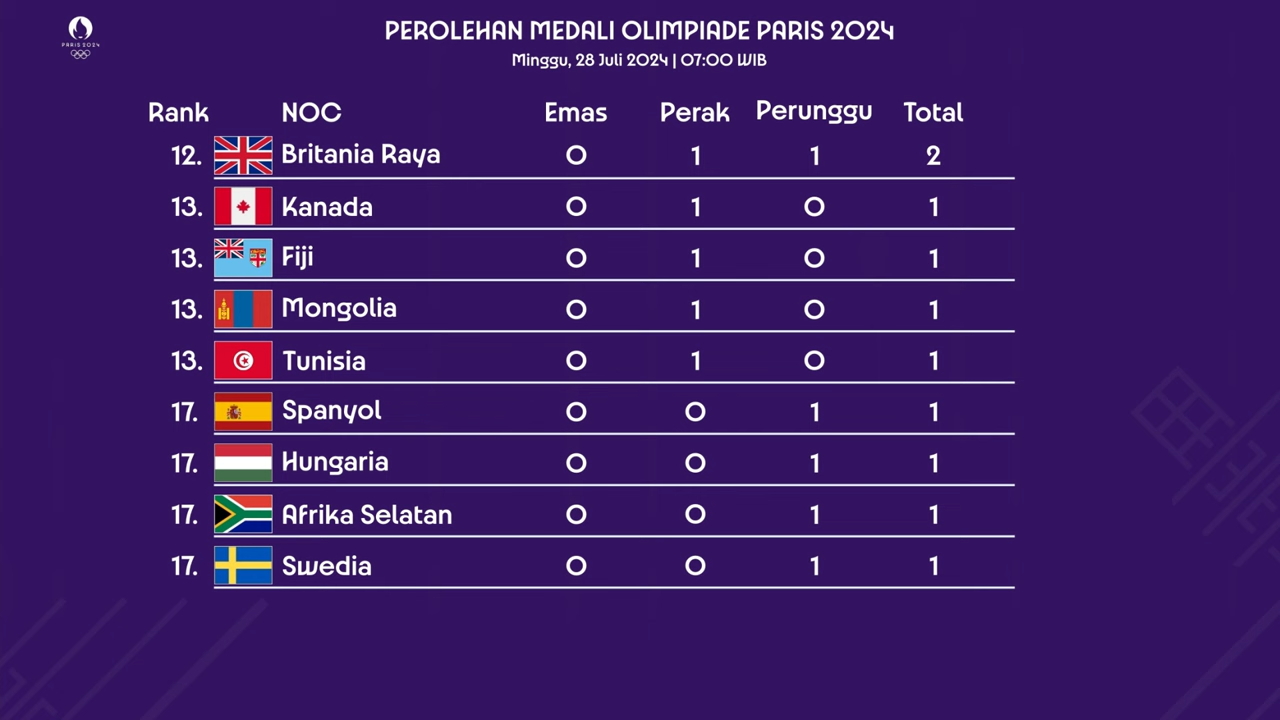 PARIS 2024
PEROLEHAN MEDALI OLIMPIADE PARIS 2024
Minggu, 28 Juli 2024 | 07:00 WIB
Rank NOC Emas Perak Perunggu Total
12. Britania Raya 0 1 1 2
13. Kanada 0 1 0 1
13. Fiji 0 1 0 1
13. Mongolia 0 1 0 1
13. Tunisia 0 1 0 1
17. Spanyol 0 0 1 1
17. Hungaria 0 0 1 1
17. Afrika Selatan 0 0 1 1
17. Swedia 0 0 1 1